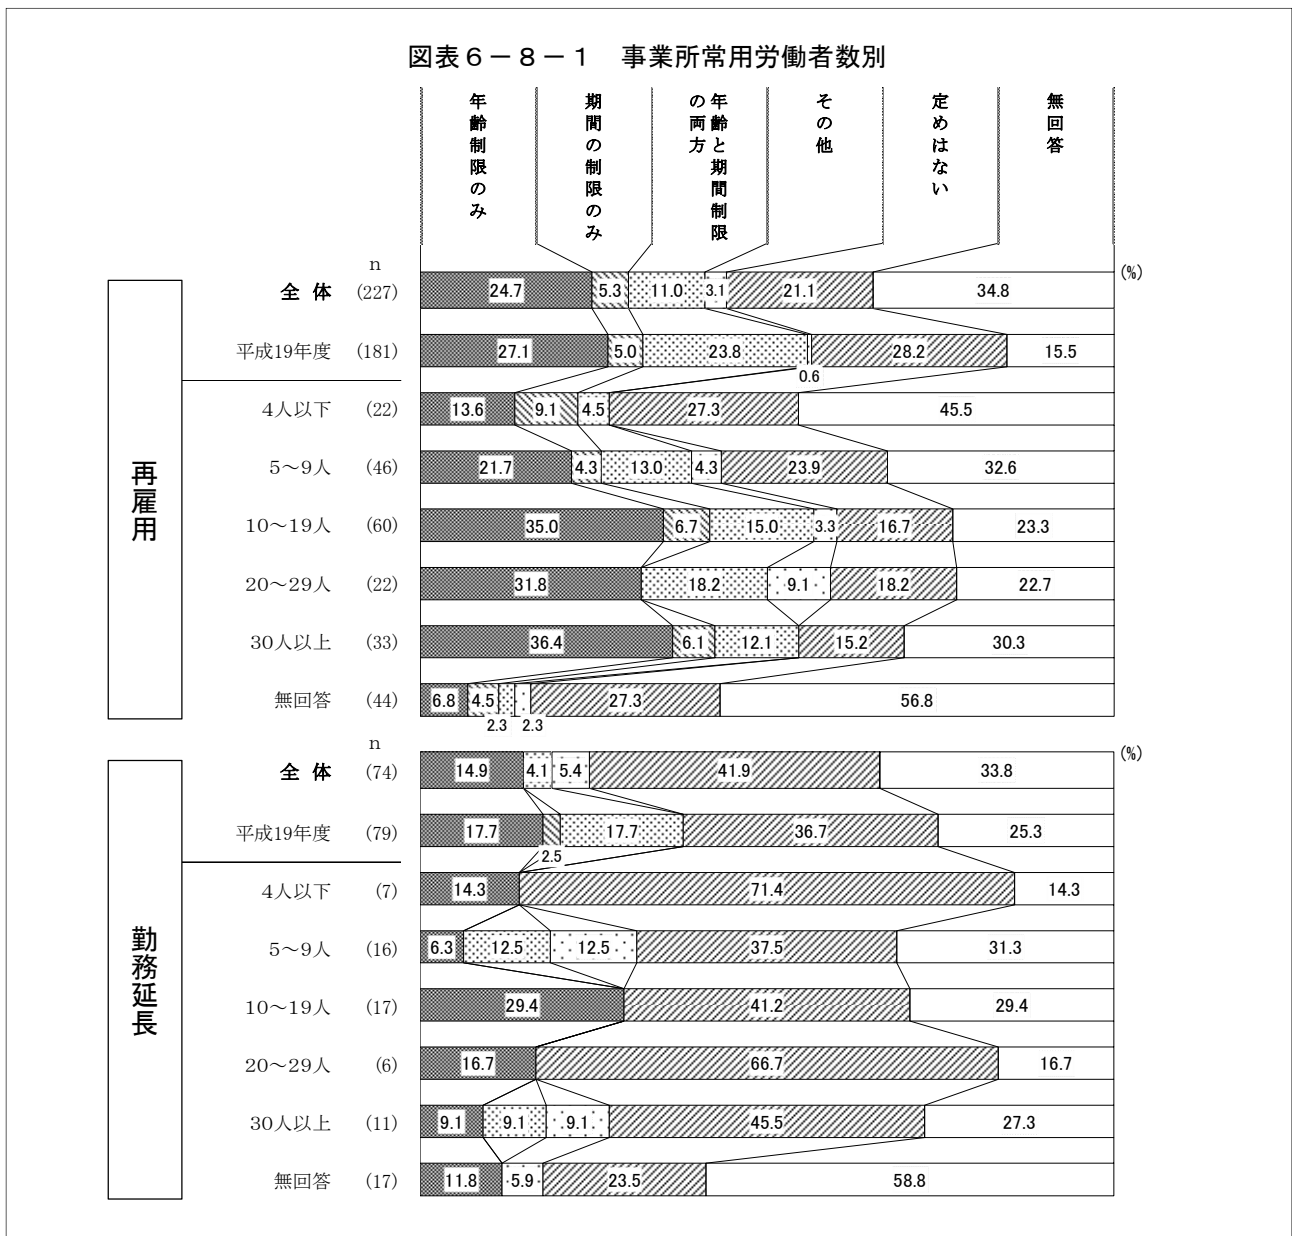 図表６－８－１　事業所常用労働者数別
年齢制限のみ
期間の制限のみ
年齢と期間制限
の両方
その他
定めはない
無回答
再雇用
n
(%)
全体 (227) 24.7 5.3 11.0 3.1 21.1 34.8
平成19年度 (181) 27.1 5.0 23.8 28.2 15.5
0.6
4人以下 (22) 13.6 9.1 4.5 27.3 45.5
5～9人 (46) 21.7 4.3 13.0 4.3 23.9 32.6
10～19人 (60) 35.0 6.7 15.0 3.3 16.7 23.3
20～29人 (22) 31.8 18.2 9.1 18.2 22.7
30人以上 (33) 36.4 6.1 12.1 15.2 30.3
無回答 (44) 6.8 4.5 27.3 56.8
2.3 2.3
勤務延長
n
(%)
全体 (74) 14.9 4.1 5.4 41.9 33.8
平成19年度 (79) 17.7 17.7 36.7 25.3
2.5
4人以下 (7) 14.3 71.4 14.3
5～9人 (16) 6.3 12.5 12.5 37.5 31.3
10～19人 (17) 29.4 41.2 29.4
20～29人 (6) 16.7 66.7 16.7
30人以上 (11) 9.1 9.1 9.1 45.5 27.3
無回答 (17) 11.8 5.9 23.5 58.8